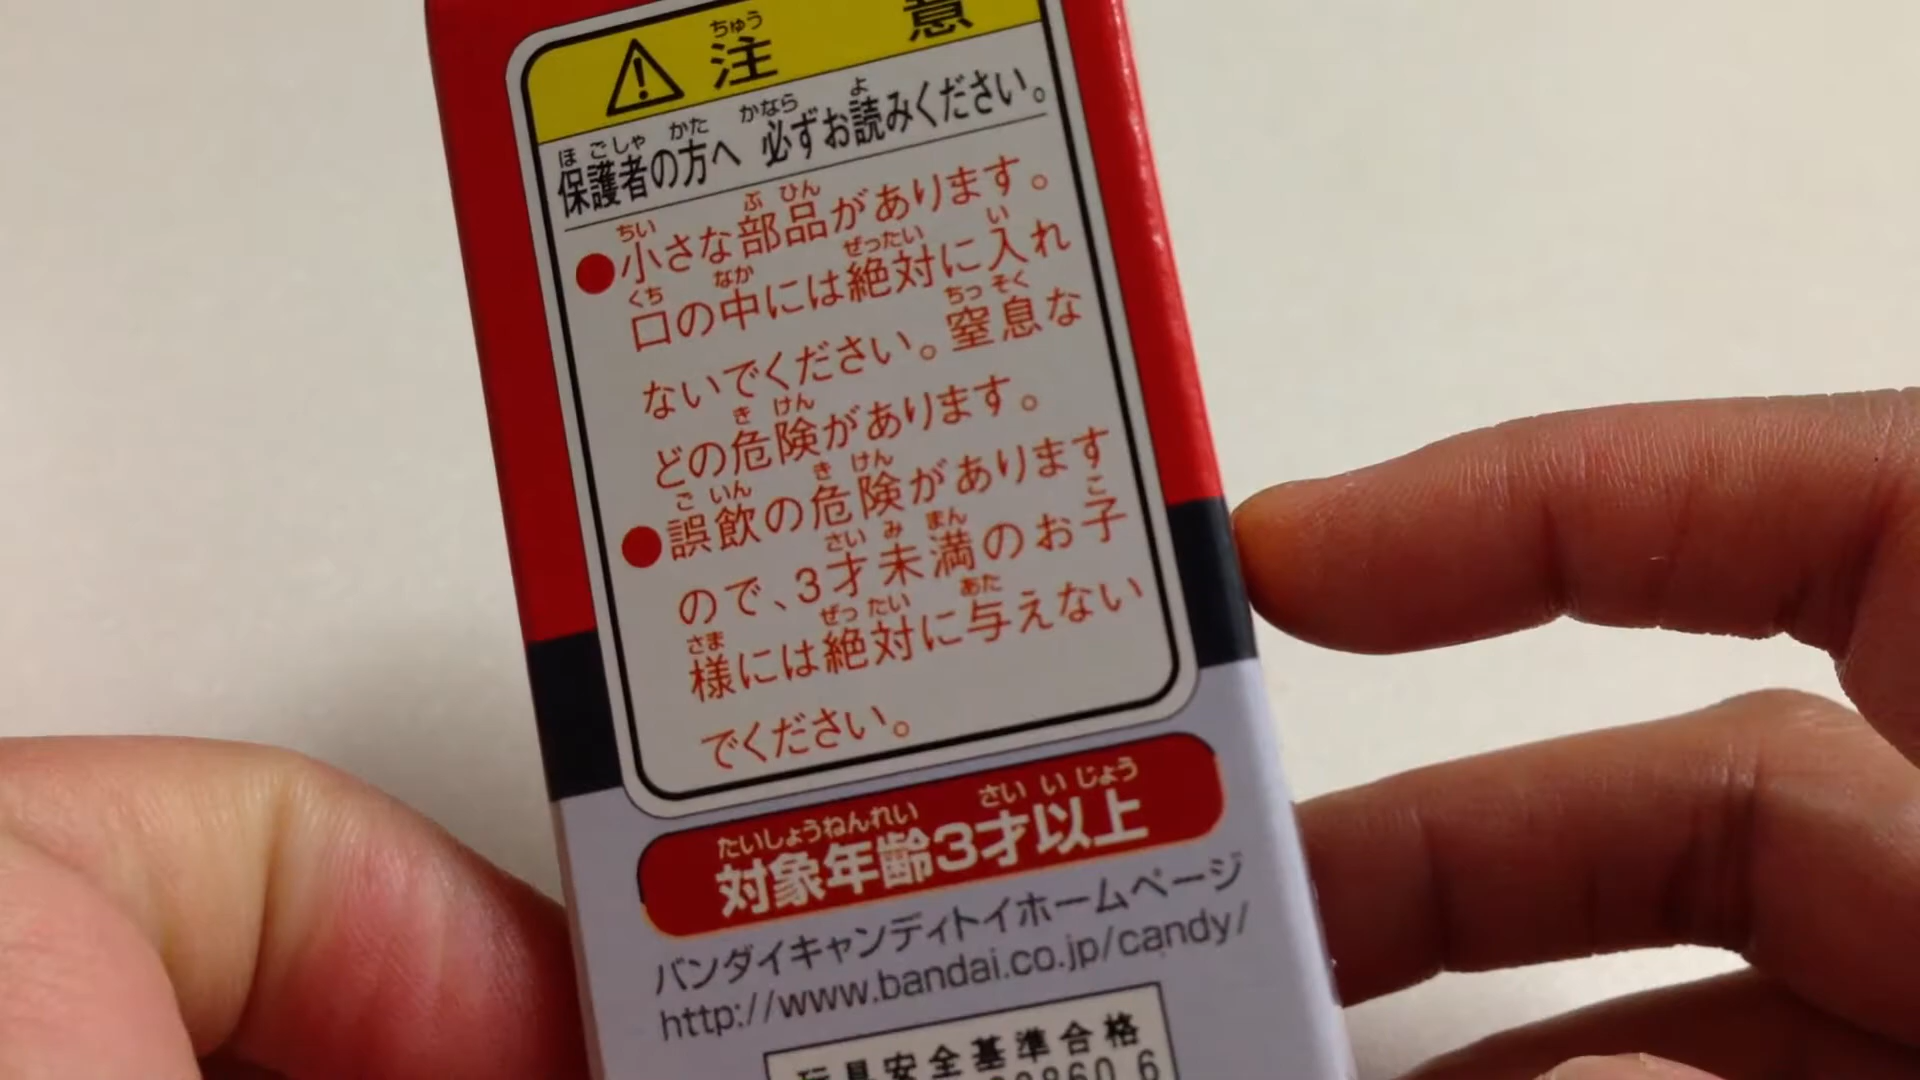 注意
保護者の方へ 必ずお読みください。
●小さな部品があります。
口の中には絶対に入れ
ないでください。窒息な
どの危険があります。
●誤飲の危険があります
ので、3才未満のお子
様には絶対に与えない
でください。
対象年齢3才以上
バンダイキャンディトイホームページ
http://www.bandai.co.jp/candy/
玩具安全基準合格